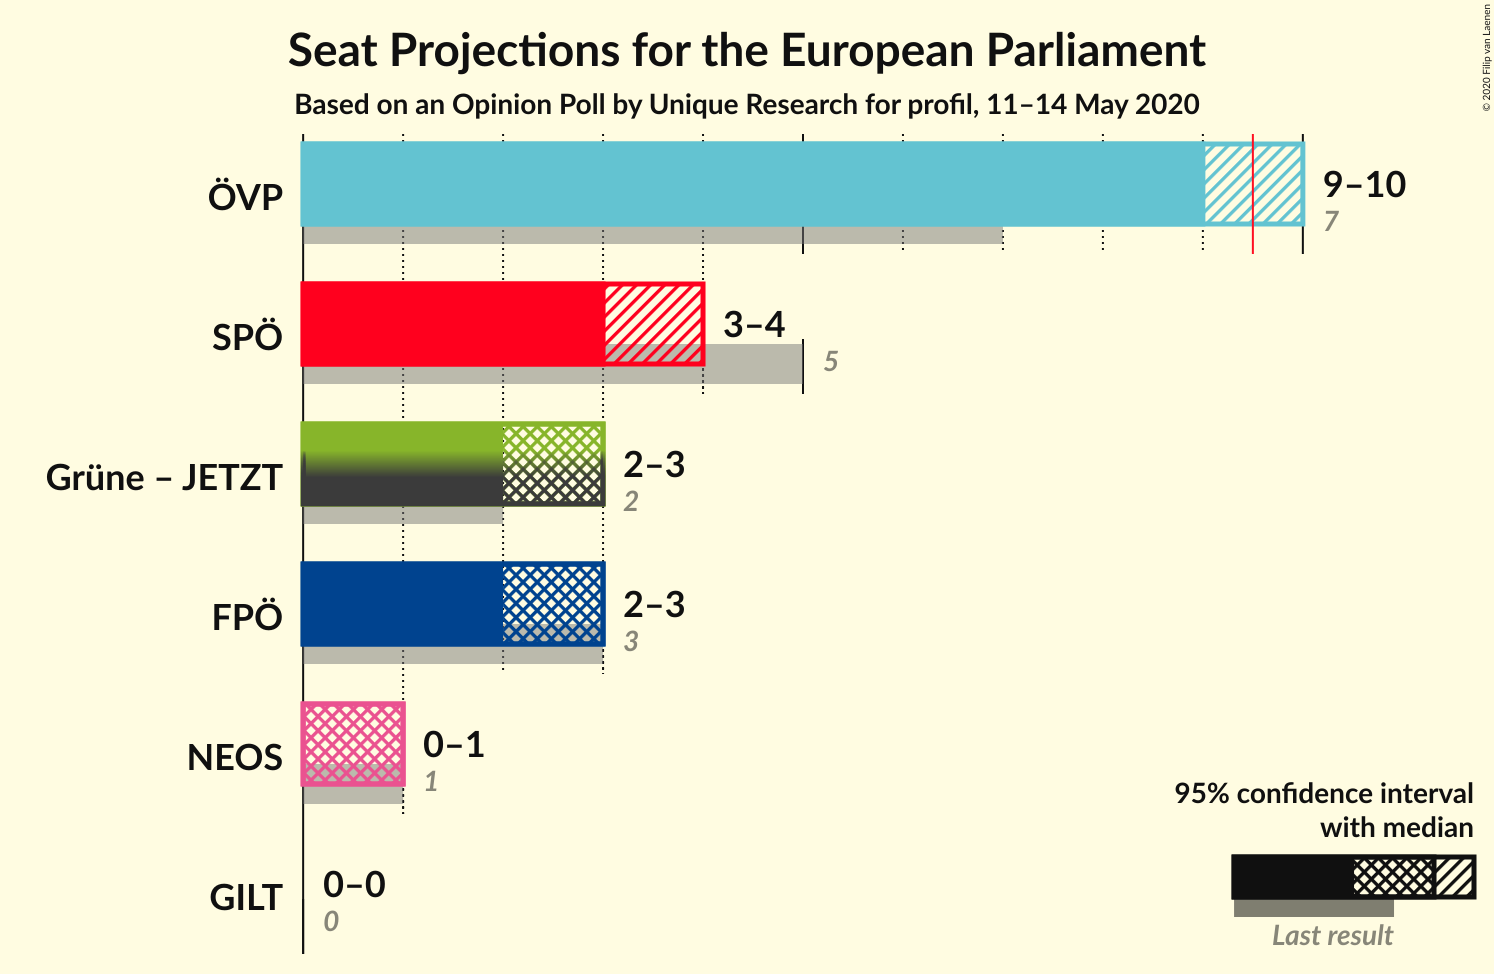 Seat Projections for the European Parliament
Based on an Opinion Poll by Unique Research for profil, 11–14 May 2020
© 2020 Filip van Laenen
ÖVP
9–10
7
SPÖ
3–4
5
Grüne – JETZT
2–3
2
FPÖ
2–3
3
NEOS
0–1
1
GILT
0–0
0
95% confidence interval
with median
Last result